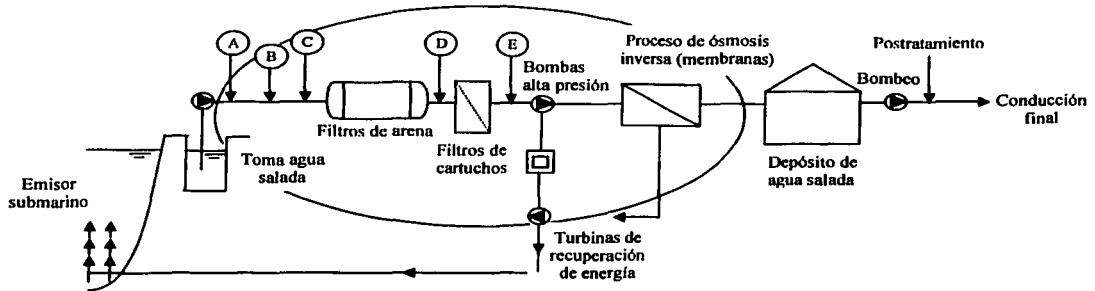 A
B
C
D
E
Proceso de ósmosis
inversa (membranas)
Postratamiento
Bombas
alta presión
Bombeo
Conducción
final
Filtros de arena
Filtros de
cartuchos
Depósito de
agua salada
Toma agua
salada
Emisor
submarino
Turbinas de
recuperación
de energía